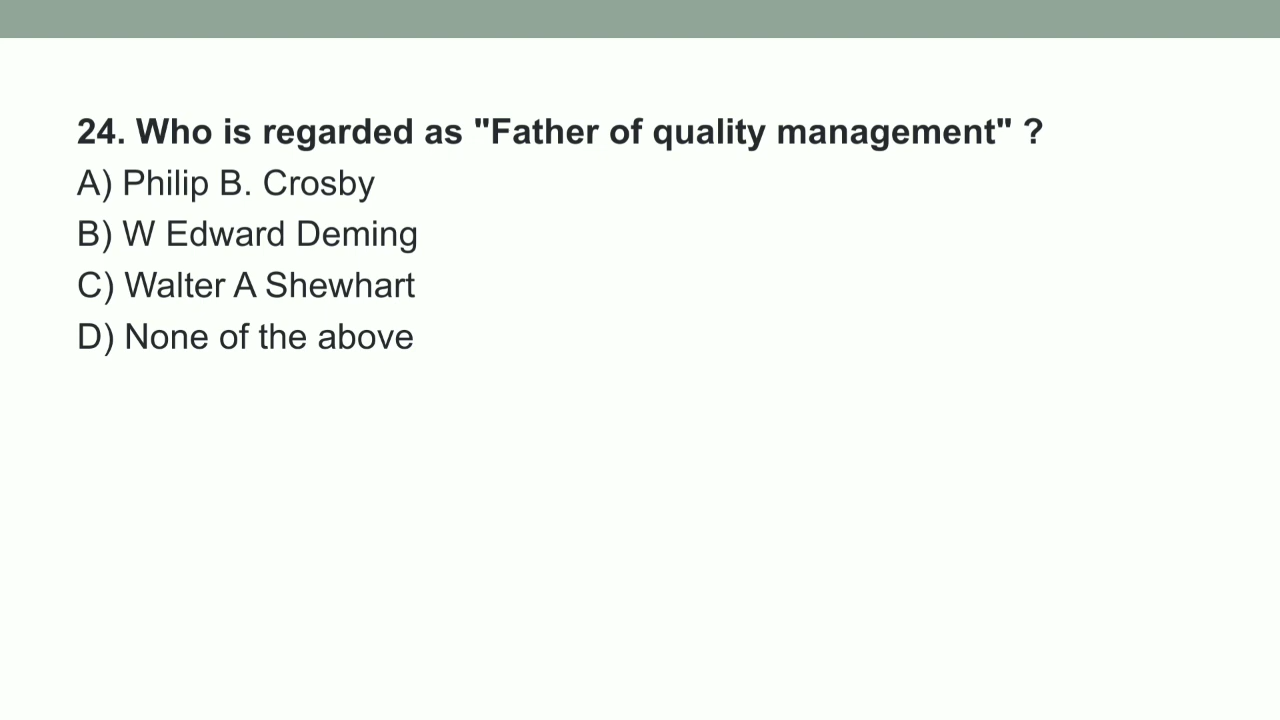 24. Who is regarded as "Father of quality management" ?
A) Philip B. Crosby
B) W Edward Deming
C) Walter A Shewhart
D) None of the above